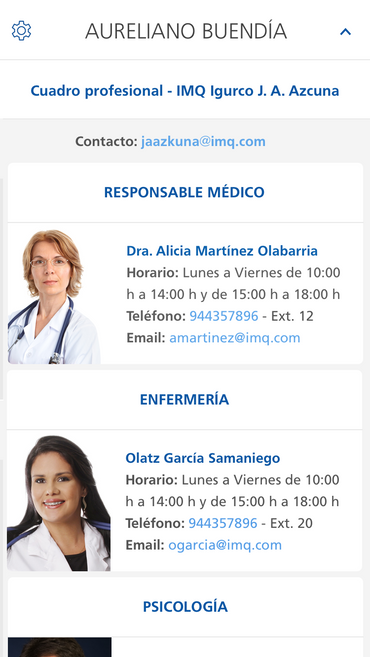 AURELIANO BUENDÍA
Cuadro profesional - IMQ Igurco J. A. Azcuna
Contacto: jaazkuna@imq.com
RESPONSABLE MÉDICO
Dra. Alicia Martínez Olabarria
Horario: Lunes a Viernes de 10:00
h a 14:00 h y de 15:00 h a 18:00 h
Teléfono: 944357896 - Ext. 12
Email: amartinez@imq.com
ENFERMERÍA
Olatz García Samaniego
Horario: Lunes a Viernes de 10:00
h a 14:00 h y de 15:00 h a 18:00 h
Teléfono: 944357896 - Ext. 20
Email: ogarcia@imq.com
PSICOLOGÍA